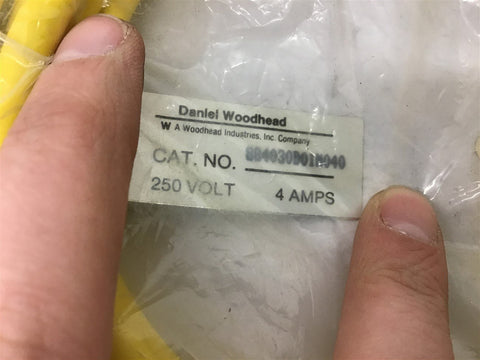 Daniel Woodhead
W A Woodhead Industries, Inc. Company
CAT. NO.
250 VOLT 4 AMPS